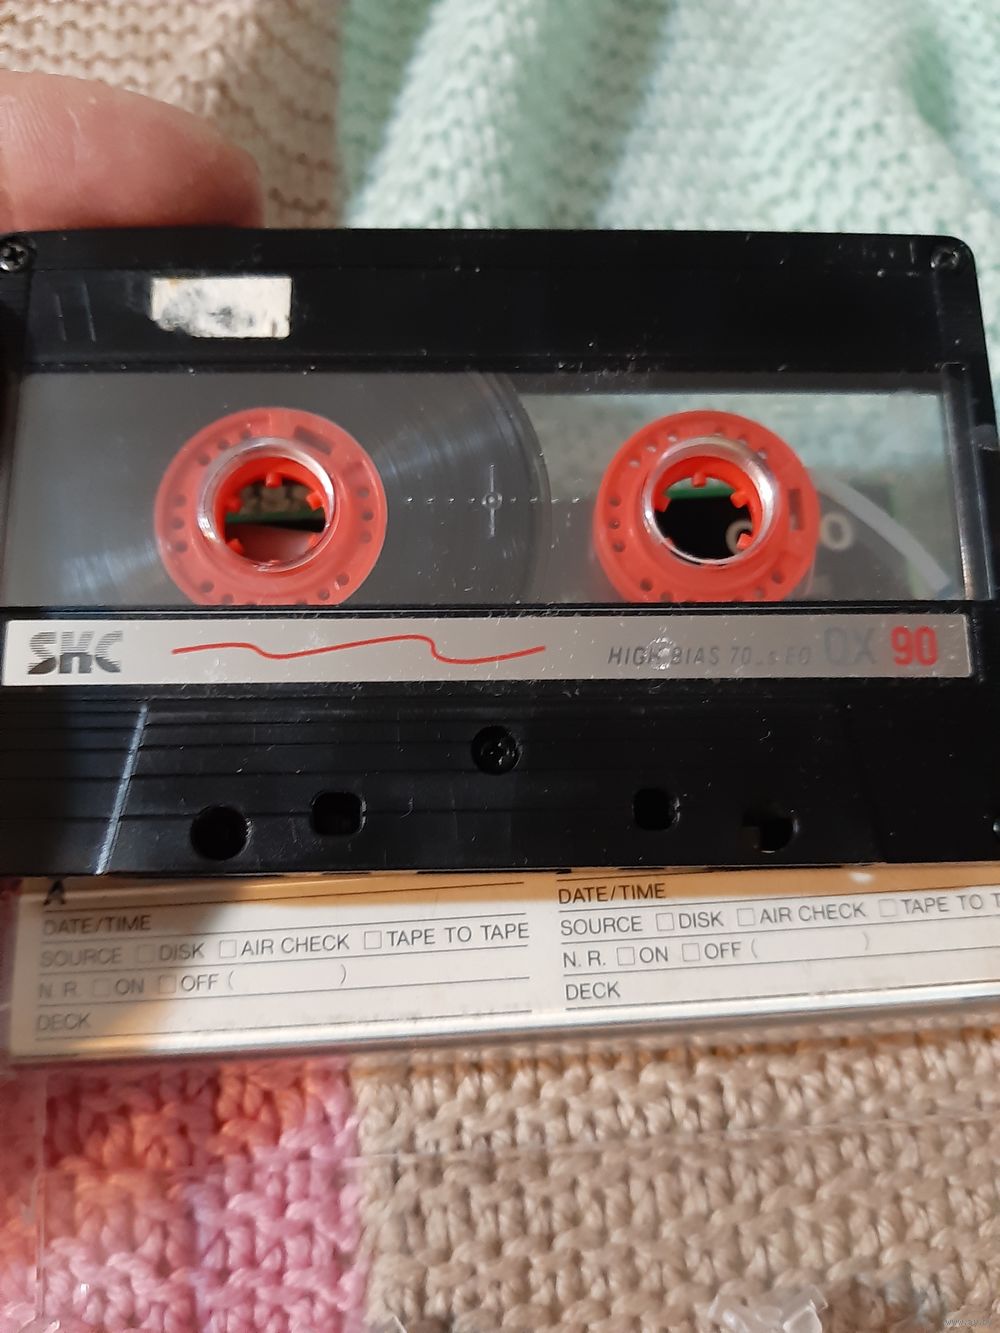 SKC HIGH BIAS 70μs EQ QX 90
A
DATE/TIME
SOURCE □ DISK □ AIR CHECK □ TAPE TO TAPE
N. R. □ ON □ OFF ( )
DECK
DATE/TIME
SOURCE □ DISK □ AIR CHECK □ TAPE TO
N. R. □ ON □ OFF ( )
DECK